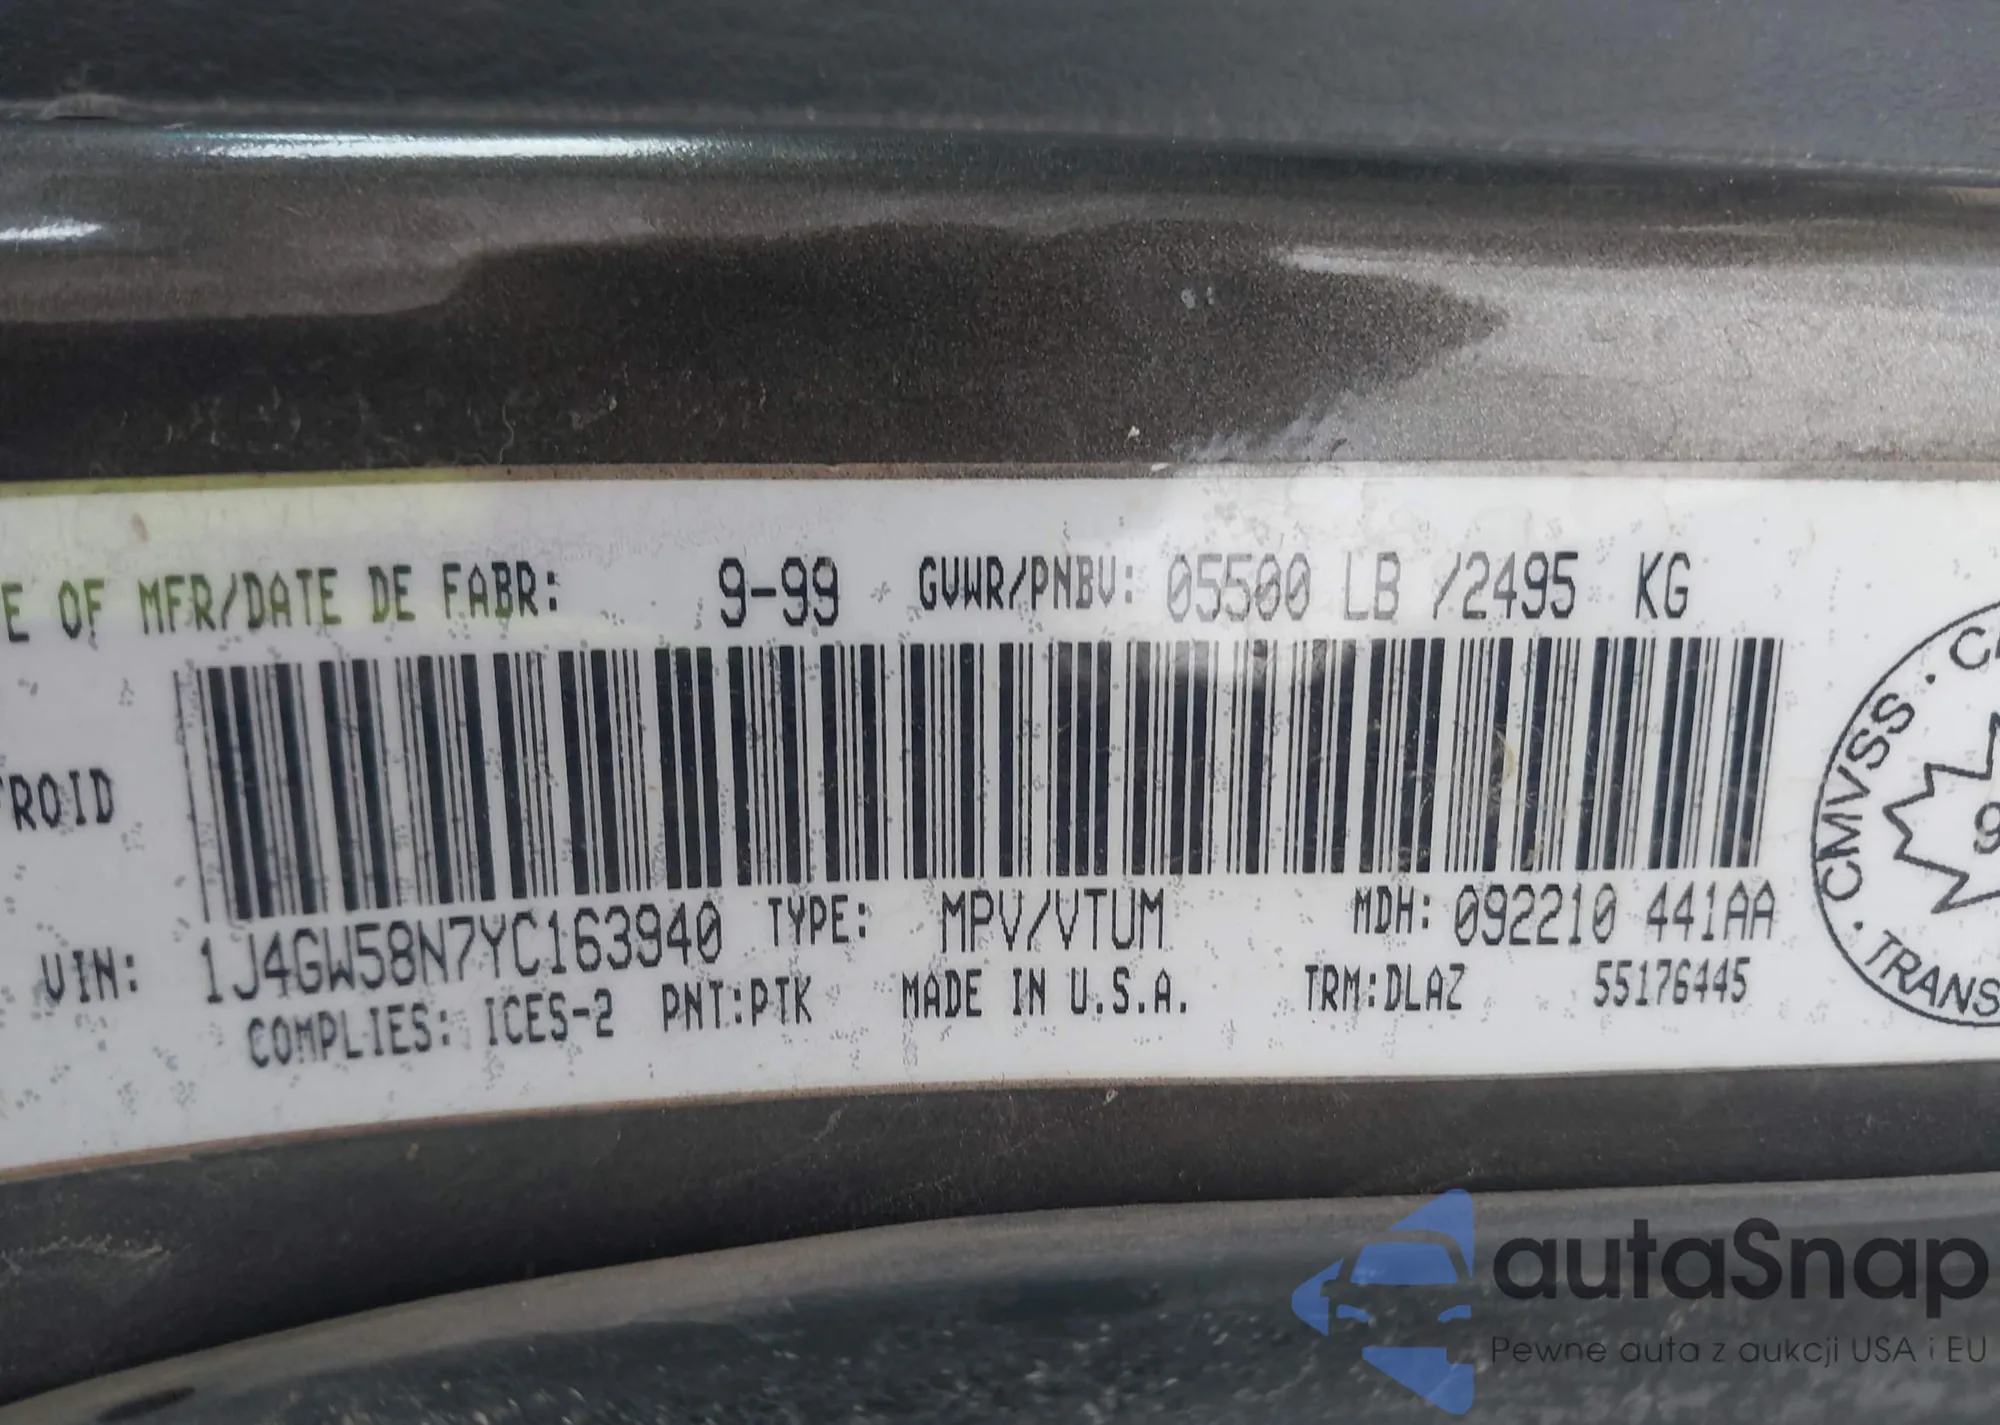 E OF MFR/DATE DE FABR: 9-99 GVWR/PNBV: 05500 LB /2495 KG
FROID
VIN: 1J4GW58N7YC163940 TYPE: MPV/VTUM MDH: 092210 441AA
COMPLIES: ICES-2 PNT:PTK MADE IN U.S.A. TRM:DLAZ 55176445
. CMVSS .
TRANS
autaSnap
Pewne auta z aukcji USA i EU